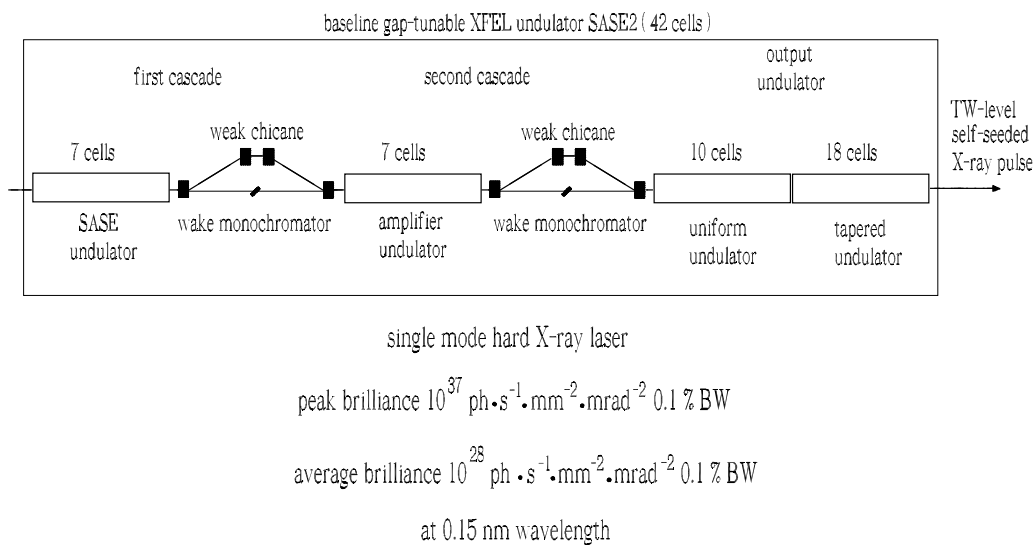 baseline gap-tunable XFEL undulator SASE2 ( 42 cells )
first cascade
second cascade
output
undulator
weak chicane
weak chicane
7 cells
7 cells
10 cells
18 cells
TW-level
self-seeded
X-ray pulse
SASE
undulator
wake monochromator
amplifier
undulator
wake monochromator
uniform
undulator
tapered
undulator
single mode hard X-ray laser
peak brilliance 10³⁷ ph•s⁻¹•mm⁻²•mrad⁻² 0.1 % BW
average brilliance 10²⁸ ph •s⁻¹•mm⁻²•mrad⁻² 0.1 % BW
at 0.15 nm wavelength